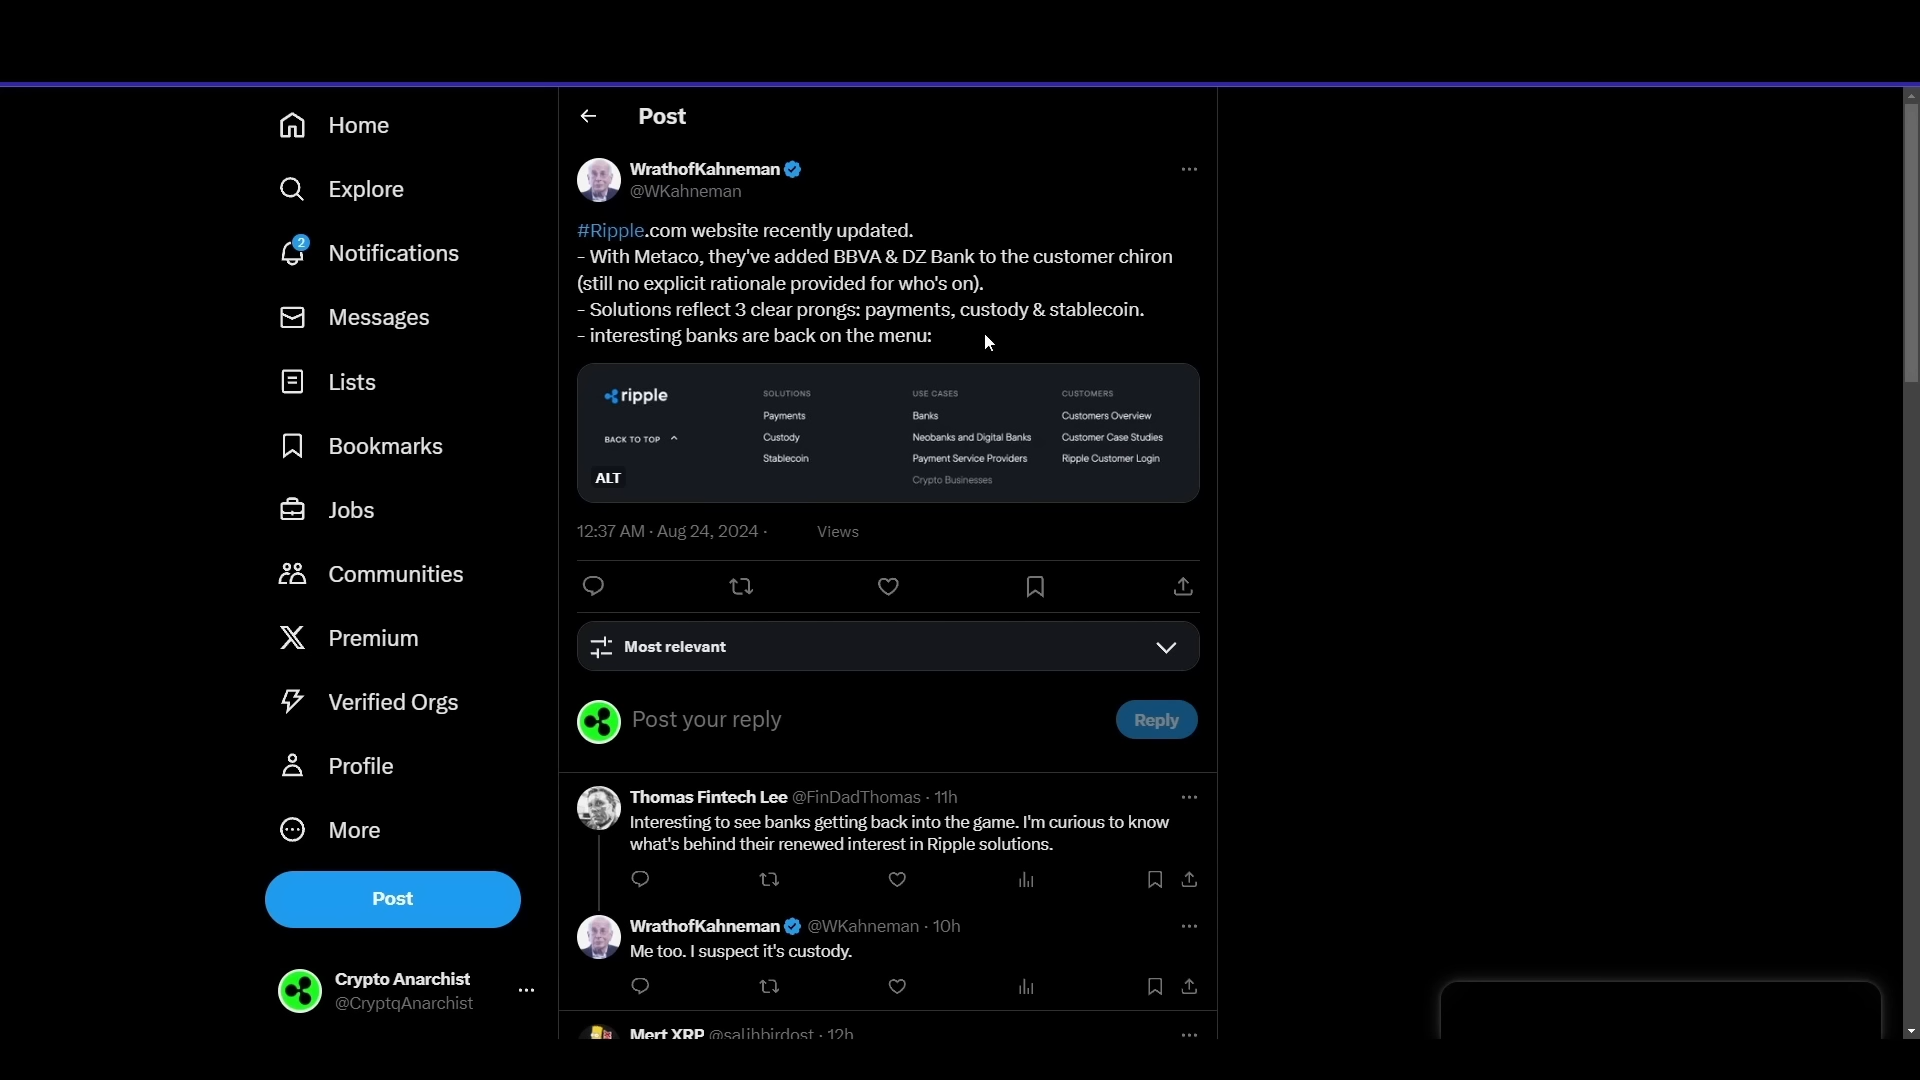 Home
Explore
2
Notifications
Messages
Lists
Bookmarks
Jobs
Communities
Premium
Verified Orgs
Profile
More
Post
Crypto Anarchist
@CryptqAnarchist
Post
WrathofKahneman
@WKahneman
#Ripple.com website recently updated.
- With Metaco, they've added BBVA & DZ Bank to the customer chiron
(still no explicit rationale provided for who's on).
- Solutions reflect 3 clear prongs: payments, custody & stablecoin.
- interesting banks are back on the menu:
ripple
BACK TO TOP
ALT
SOLUTIONS
Payments
Custody
Stablecoin
USE CASES
Banks
Neobanks and Digital Banks
Payment Service Providers
Crypto Businesses
CUSTOMERS
Customers Overview
Customer Case Studies
Ripple Customer Login
12:37 AM · Aug 24, 2024 · Views
Most relevant
Post your reply
Reply
Thomas Fintech Lee @FinDadThomas · 11h
Interesting to see banks getting back into the game. I'm curious to know
what's behind their renewed interest in Ripple solutions.
WrathofKahneman @WKahneman · 10h
Me too. I suspect it's custody.
Mert XRP @salihbirdost · 12h